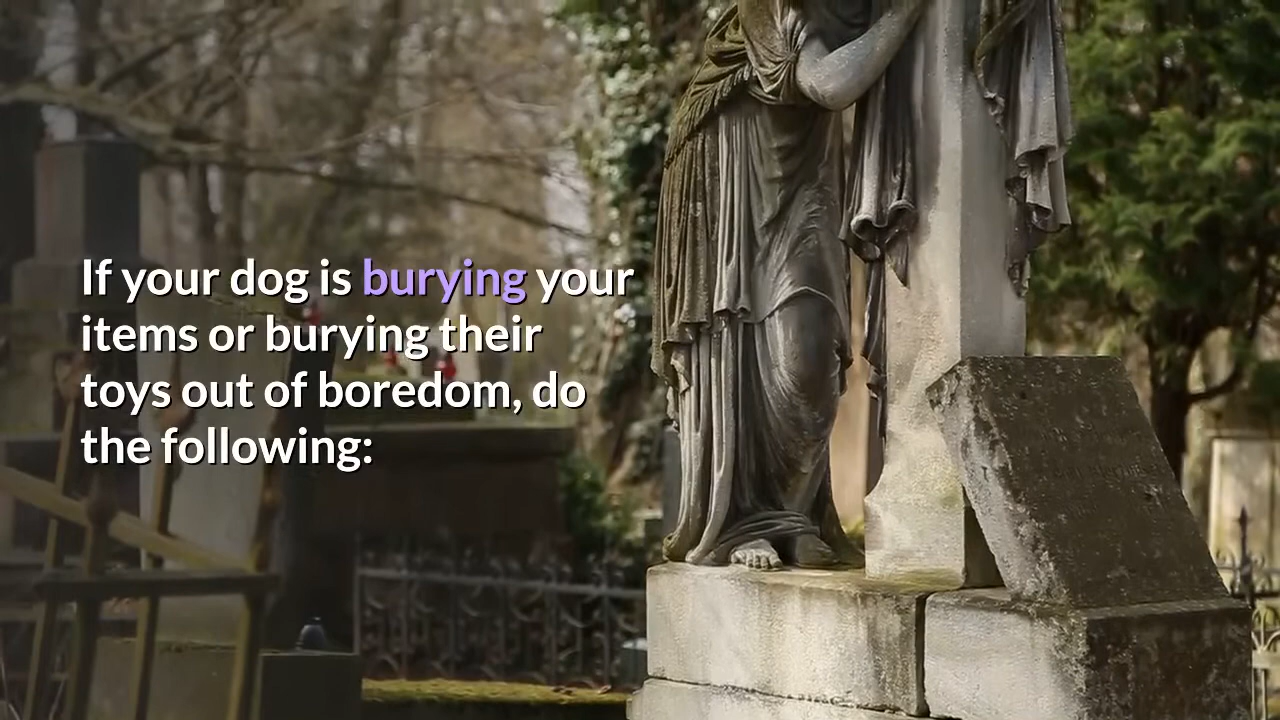 If your dog is burying your
items or burying their
toys out of boredom, do
the following: